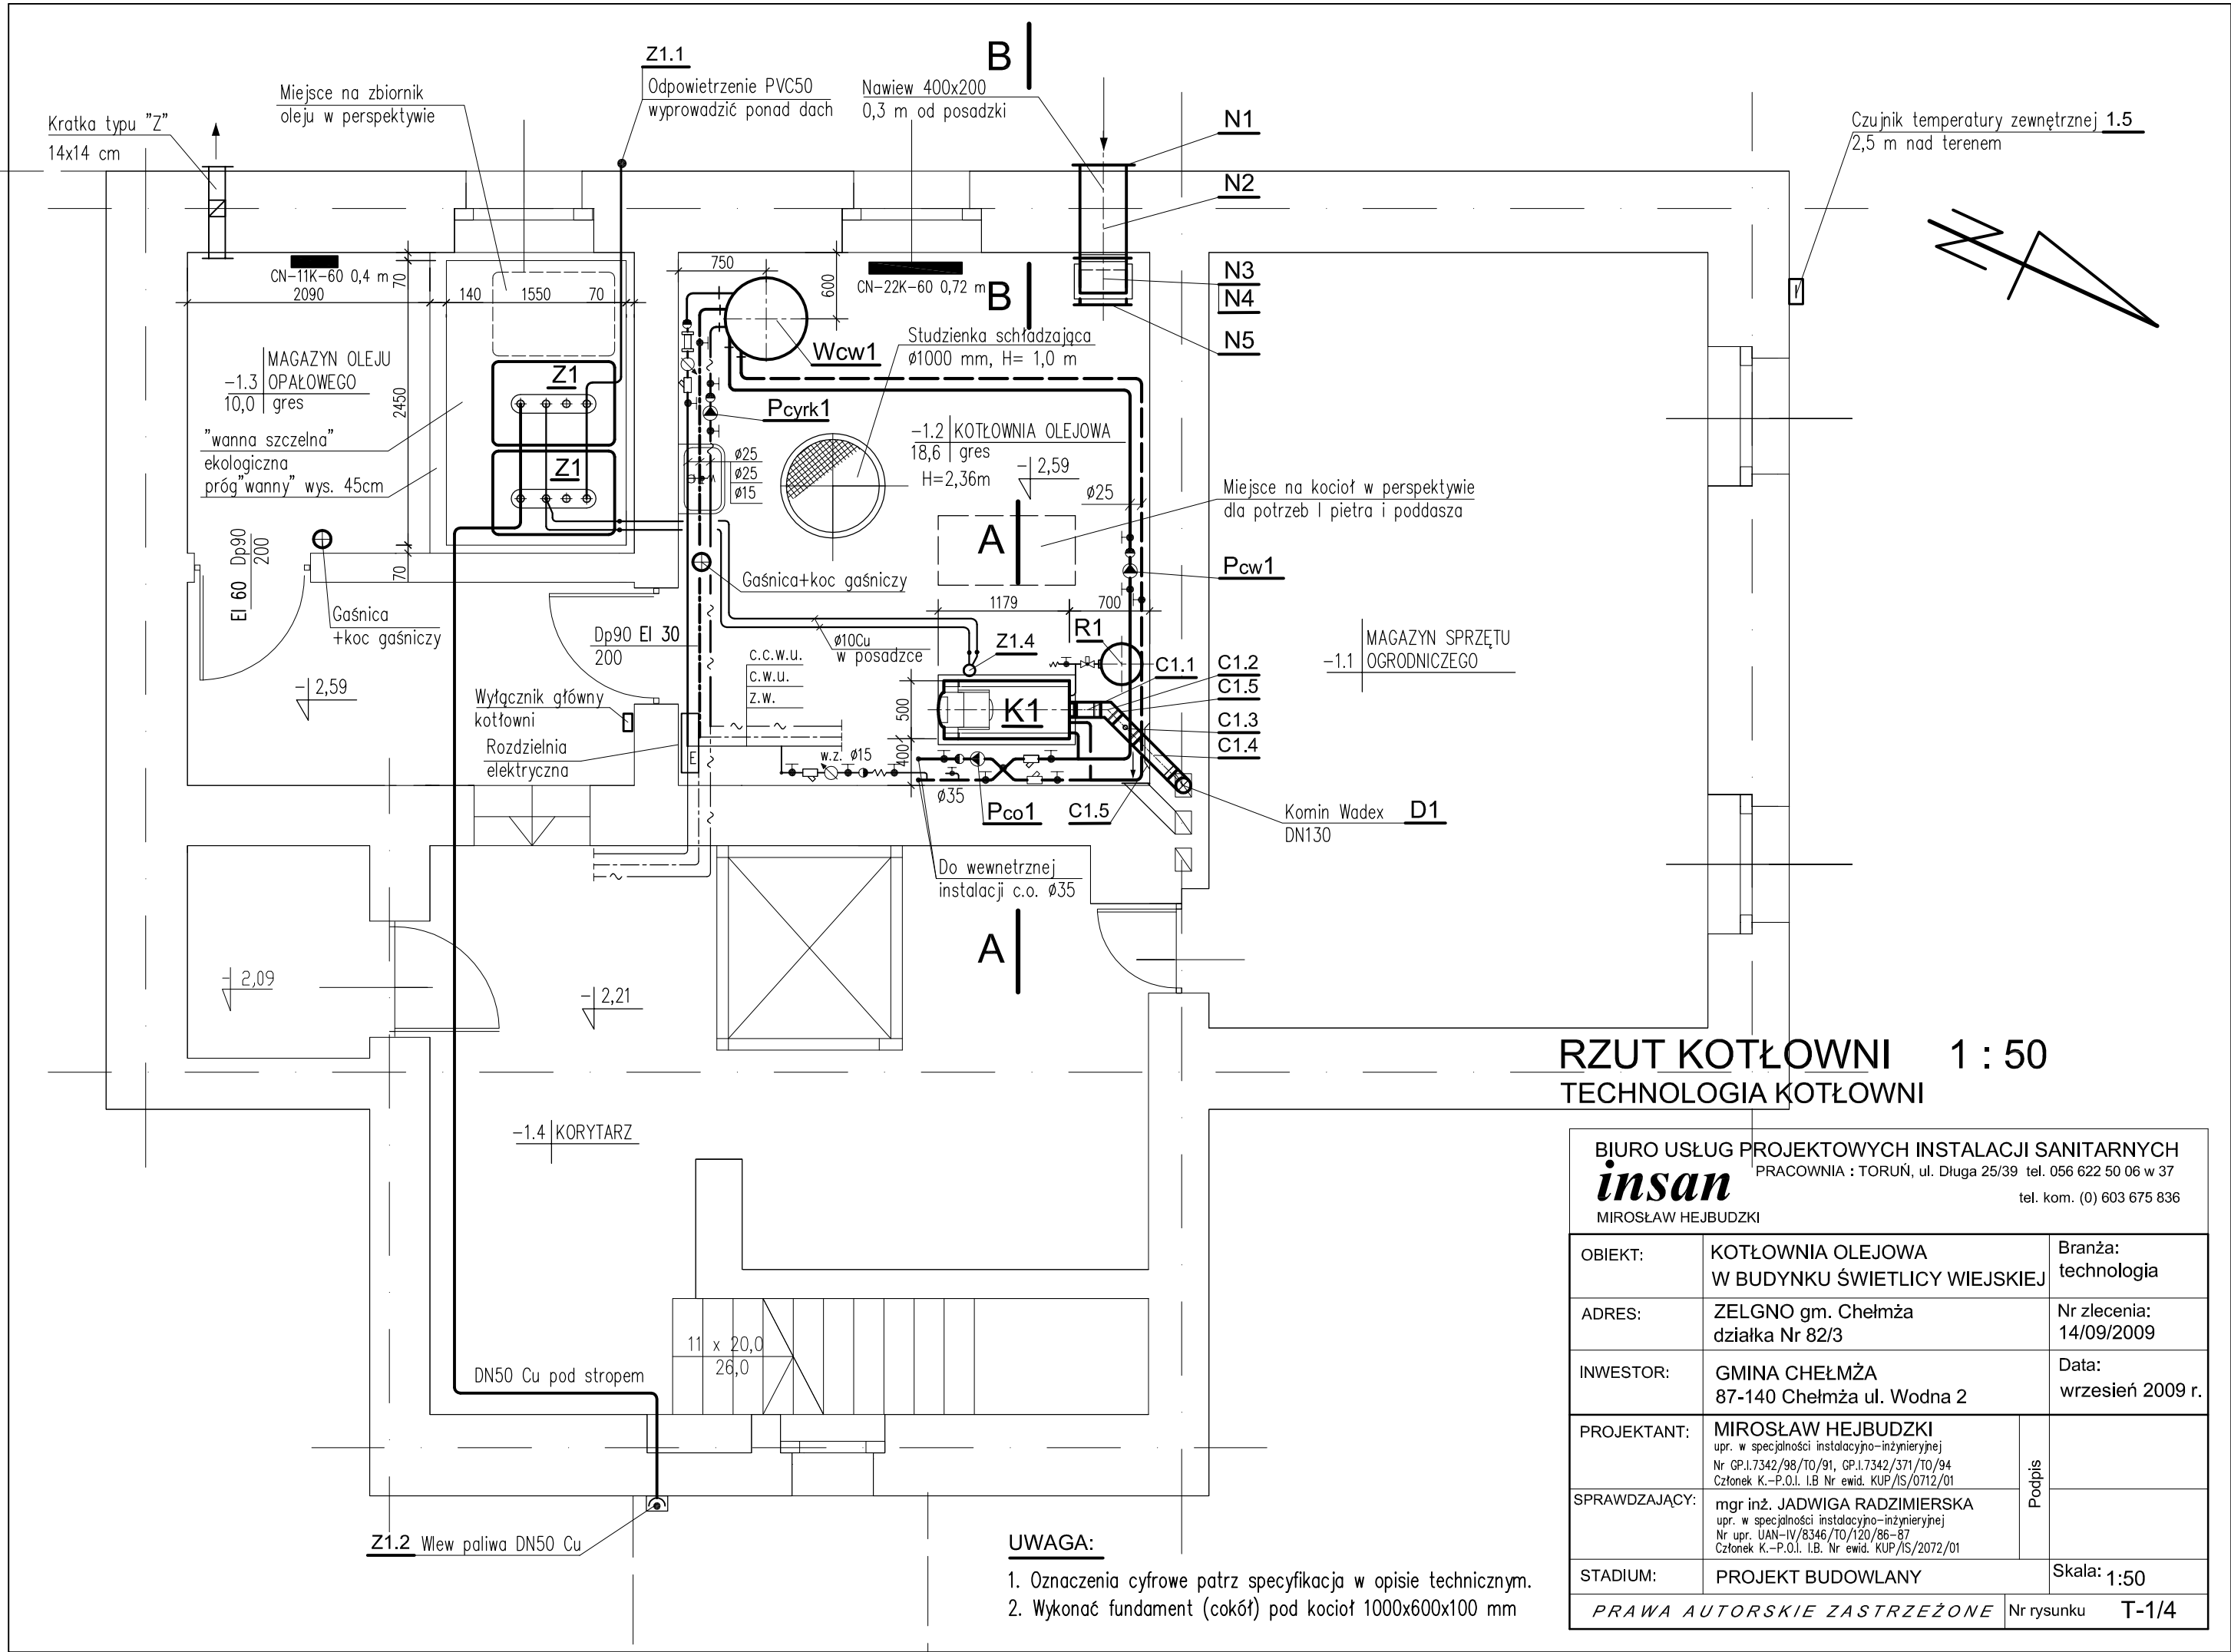 Z1.1
Odpowietrzenie PVC50
wyprowadzić ponad dach
B
Nawiew 400x200
0,3 m od posadzki
Miejsce na zbiornik
oleju w perspektywie
Kratka typu "Z"
14x14 cm
N1
N2
N3
N4
N5
Czujnik temperatury zewnętrznej 1.5
2,5 m nad terenem
CN-11K-60 0,4 m
2090
70
140
1550
70
750
600
CN-22K-60 0,72 m
B
MAGAZYN OLEJU
-1.3 OPAŁOWEGO
10,0 gres
2450
"wanna szczelna"
ekologiczna
próg"wanny" wys. 45cm
Z1
Z1
Wcw1
Studzienka schładzająca
ø1000 mm, H= 1,0 m
Pcyrk1
ø25
ø25
ø15
-1.2 KOTŁOWNIA OLEJOWA
18,6 gres
H=2,36m
- 2,59
ø25
Miejsce na kocioł w perspektywie
dla potrzeb I pietra i poddasza
A
Pcw1
EI 60 Dp90
200
70
Gaśnica
+koc gaśniczy
Gaśnica+koc gaśniczy
1179
700
Dp90 EI 30
200
ø10Cu
w posadzce
Z1.4
R1
C1.1
C1.2
C1.5
C1.3
C1.4
-1.1 MAGAZYN SPRZĘTU
OGRODNICZEGO
c.c.w.u.
c.w.u.
z.w.
- 2,59
Wyłącznik główny
kotłowni
Rozdzielnia
elektryczna
E
K1
500
400
w.z. ø15
ø35
Pco1
C1.5
Komin Wadex D1
DN130
Do wewnetrznej
instalacji c.o. ø35
A
- 2,09
- 2,21
-1.4 KORYTARZ
11 x 20,0
26,0
DN50 Cu pod stropem
Z1.2 Wlew paliwa DN50 Cu
UWAGA:
1. Oznaczenia cyfrowe patrz specyfikacja w opisie technicznym.
2. Wykonać fundament (cokół) pod kocioł 1000x600x100 mm
RZUT KOTŁOWNI 1 : 50
TECHNOLOGIA KOTŁOWNI
BIURO USŁUG PROJEKTOWYCH INSTALACJI SANITARNYCH
insan
PRACOWNIA : TORUŃ, ul. Długa 25/39 tel. 056 622 50 06 w 37
tel. kom. (0) 603 675 836
MIROSŁAW HEJBUDZKI
OBIEKT:
KOTŁOWNIA OLEJOWA
W BUDYNKU ŚWIETLICY WIEJSKIEJ
Branża:
technologia
ADRES:
ZELGNO gm. Chełmża
działka Nr 82/3
Nr zlecenia:
14/09/2009
INWESTOR:
GMINA CHEŁMŻA
87-140 Chełmża ul. Wodna 2
Data:
wrzesień 2009 r.
PROJEKTANT:
MIROSŁAW HEJBUDZKI
upr. w specjalności instalacyjno-inżynieryjnej
Nr GP.I.7342/98/TO/91, GP.I.7342/371/TO/94
Członek K.-P.O.I. I.B Nr ewid. KUP/IS/0712/01
Podpis
SPRAWDZAJĄCY:
mgr inż. JADWIGA RADZIMIERSKA
upr. w specjalności instalacyjno-inżynieryjnej
Nr upr. UAN-IV/8346/TO/120/86-87
Członek K.-P.O.I. I.B. Nr ewid. KUP/IS/2072/01
STADIUM:
PROJEKT BUDOWLANY
Skala: 1:50
PRAWA AUTORSKIE ZASTRZEŻONE
Nr rysunku T-1/4